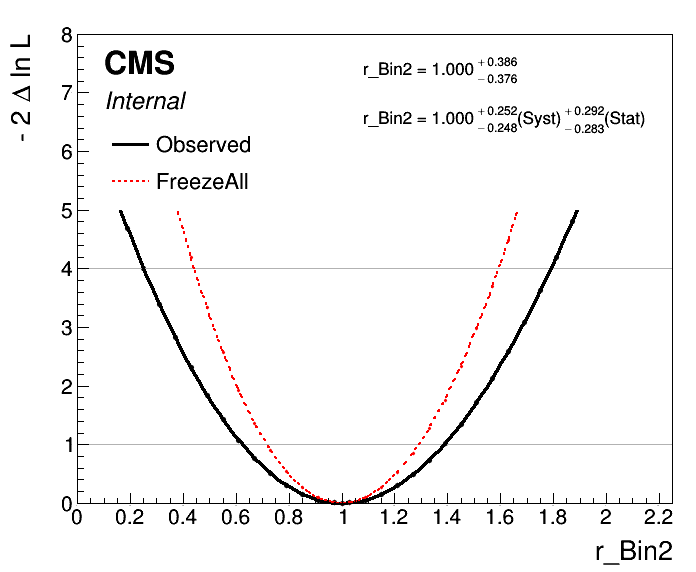 - 2 Δ ln L
8
7
6
5
4
3
2
1
0
CMS
Internal
Observed
FreezeAll
r_Bin2 = 1.000 +0.386 −0.376
r_Bin2 = 1.000 +0.252 −0.248 (Syst) +0.292 −0.283 (Stat)
0 0.2 0.4 0.6 0.8 1 1.2 1.4 1.6 1.8 2 2.2
r_Bin2